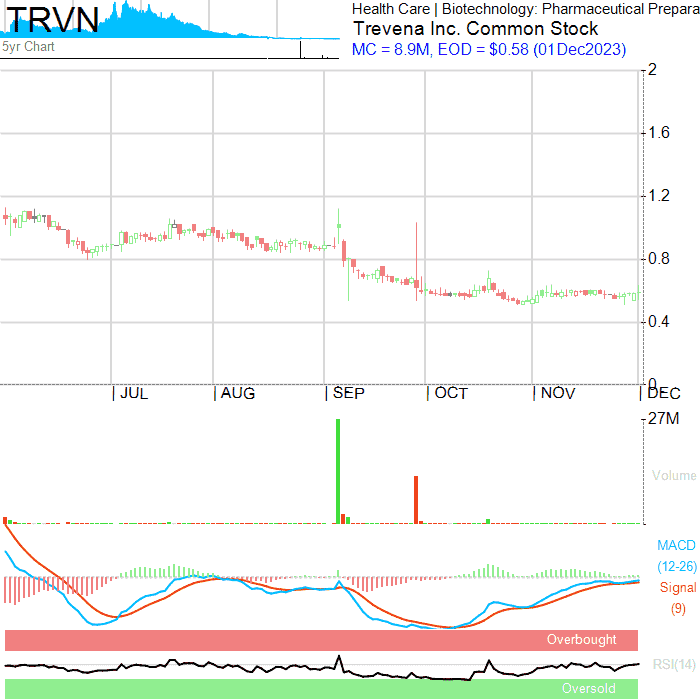 TRVN
Health Care | Biotechnology: Pharmaceutical Prepara
Trevena Inc. Common Stock
MC = 8.9M, EOD = $0.58 (01Dec2023)
5yr Chart
2
1.6
1.2
0.8
0.4
0
| JUL | AUG | SEP | OCT | NOV | DEC
27M
Volume
MACD
(12-26)
Signal
(9)
Overbought
RSI(14)
Oversold